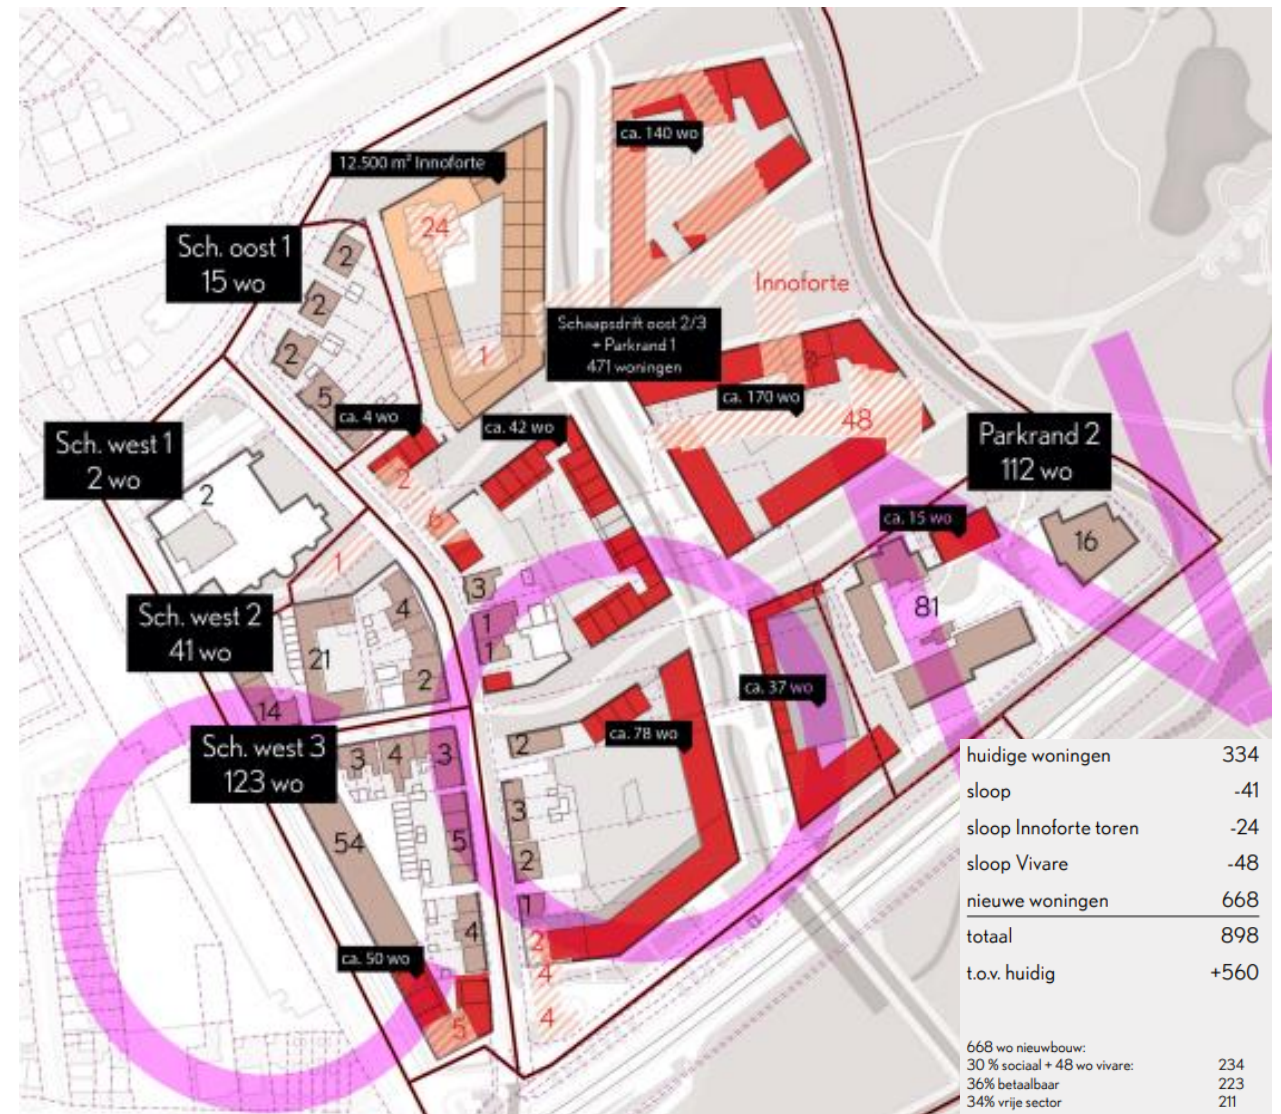 ca. 140 wo
12.500 m² Innoforte
24
Sch. oost 1
15 wo
2
2
2
5
Innoforte
Schaapsdrift oost 2/3
+ Parkrand 1
471 woningen
1
ca. 4 wo
ca. 42 wo
ca. 170 wo
48
Parkrand 2
112 wo
Sch. west 1
2 wo
2
2
6
ca. 15 wo
16
1
3
81
Sch. west 2
41 wo
4
1
1
21
2
14
ca. 37 wo
Sch. west 3
123 wo
3
4
3
2
ca. 78 wo
54
5
3
2
1
4
2
4
4
ca. 50 wo
5
huidige woningen 334
sloop -41
sloop Innoforte toren -24
sloop Vivare -48
nieuwe woningen 668
totaal 898
t.o.v. huidig +560
668 wo nieuwbouw:
30 % sociaal + 48 wo vivare: 234
36% betaalbaar 223
34% vrije sector 211